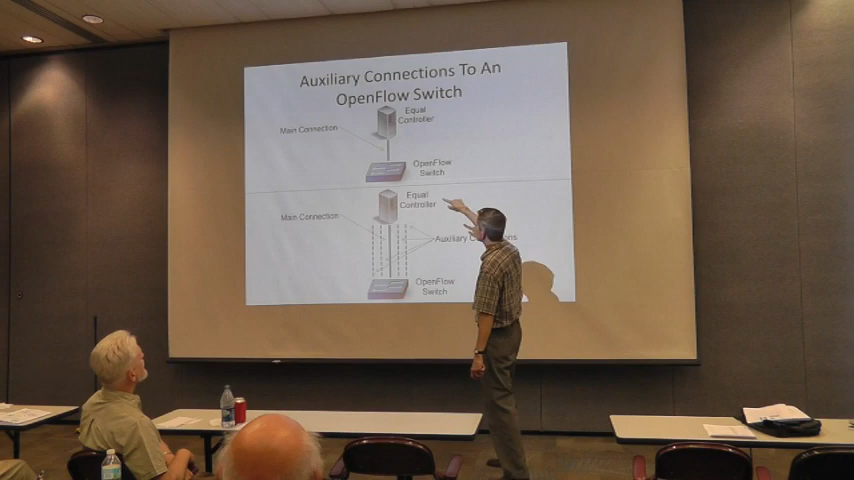 Auxiliary Connections To An
OpenFlow Switch
Equal
Controller
Main Connection
OpenFlow
Switch
Equal
Controller
Main Connection
Auxiliary
OpenFlow
Switch